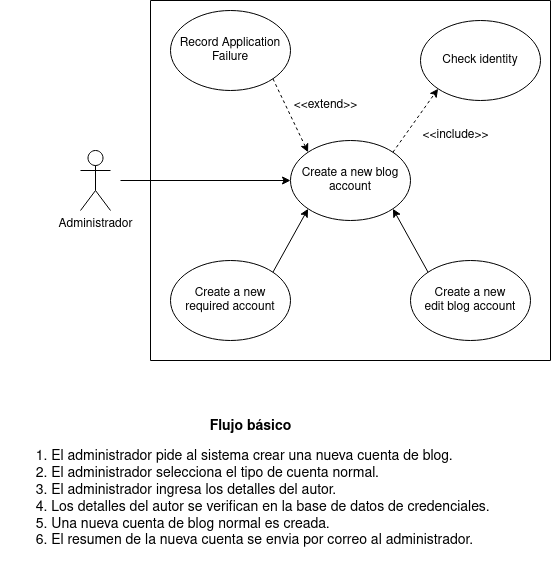 Record Application
Failure
Check identity
<<extend>>
<<include>>
Create a new blog
account
Administrador
Create a new
required account
Create a new
edit blog account
Flujo básico
1. El administrador pide al sistema crear una nueva cuenta de blog.
2. El administrador selecciona el tipo de cuenta normal.
3. El administrador ingresa los detalles del autor.
4. Los detalles del autor se verifican en la base de datos de credenciales.
5. Una nueva cuenta de blog normal es creada.
6. El resumen de la nueva cuenta se envia por correo al administrador.